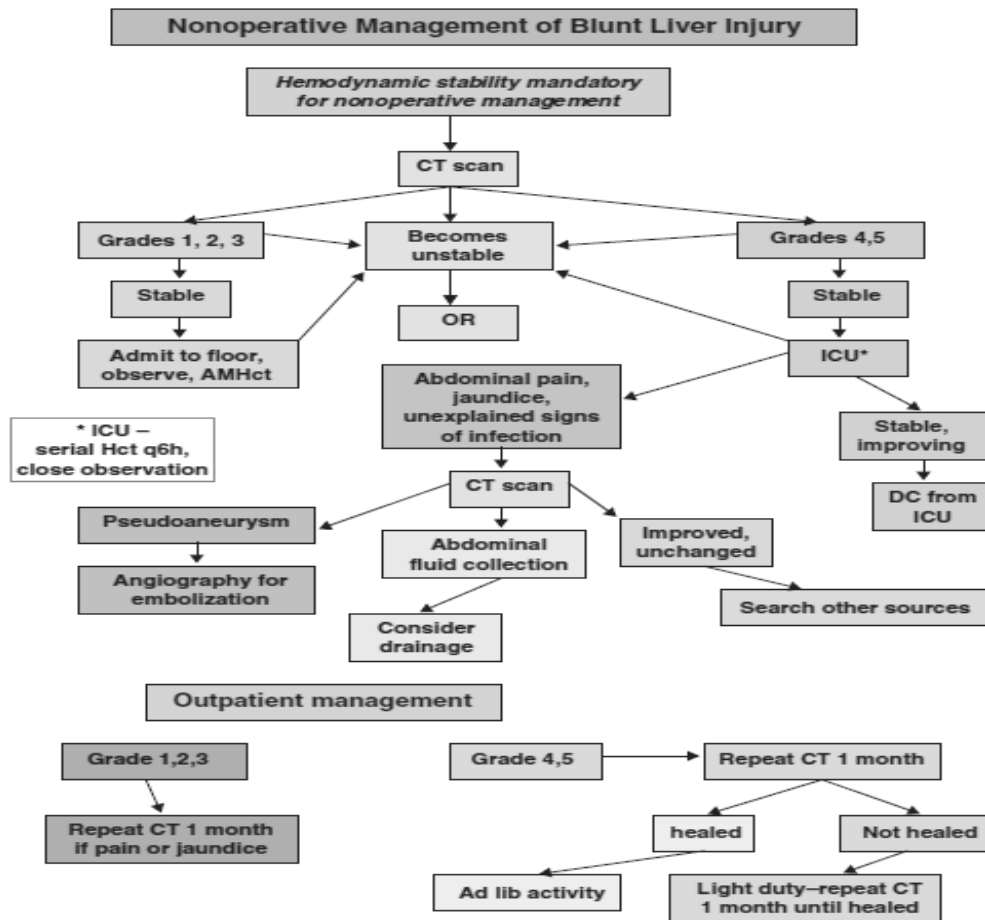 Nonoperative Management of Blunt Liver Injury
Hemodynamic stability mandatory
for nonoperative management
CT scan
Grades 1, 2, 3
Becomes
unstable
Grades 4,5
Stable
OR
Stable
Admit to floor,
observe, AMHct
ICU*
Abdominal pain,
jaundice,
unexplained signs
of infection
* ICU –
serial Hct q6h,
close observation
Stable,
improving
CT scan
DC from
ICU
Pseudoaneurysm
Abdominal
fluid collection
Improved,
unchanged
Angiography for
embolization
Search other sources
Consider
drainage
Outpatient management
Grade 1,2,3
Grade 4,5
Repeat CT 1 month
Repeat CT 1 month
if pain or jaundice
healed
Not healed
Ad lib activity
Light duty–repeat CT
1 month until healed